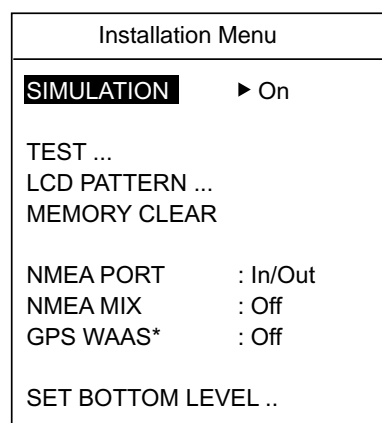 Installation Menu
SIMULATION ▶ On
TEST ...
LCD PATTERN ...
MEMORY CLEAR
NMEA PORT : In/Out
NMEA MIX : Off
GPS WAAS* : Off
SET BOTTOM LEVEL ..